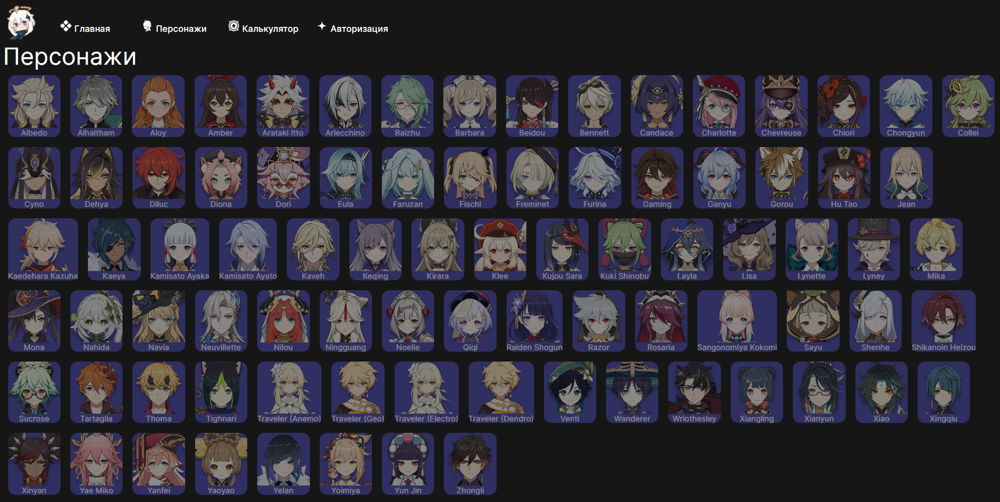 Главная Персонажи Калькулятор Авторизация
Персонажи
Albedo Alhaitham Aloy Amber Arataki Itto Arlecchino Baizhu Barbara Beidou Bennett Candace Charlotte Chevreuse Chiori Chongyun Collei
Cyno Dehya Diluc Diona Dori Eula Faruzan Fischl Freminet Furina Gaming Ganyu Gorou Hu Tao Jean
Kaedehara Kazuha Kaeya Kamisato Ayaka Kamisato Ayato Kaveh Keqing Kirara Klee Kujou Sara Kuki Shinobu Layla Lisa Lynette Lyney Mika
Mona Nahida Navia Neuvillette Nilou Ningguang Noelle Qiqi Raiden Shogun Razor Rosaria Sangonomiya Kokomi Sayu Shenhe Shikanoin Heizou
Sucrose Tartaglia Thoma Tighnari Traveler (Anemo) Traveler (Geo) Traveler (Electro) Traveler (Dendro) Venti Wanderer Wriothesley Xiangling Xianyun Xiao Xingqiu
Xinyan Yae Miko Yanfei Yaoyao Yelan Yoimiya Yun Jin Zhongli